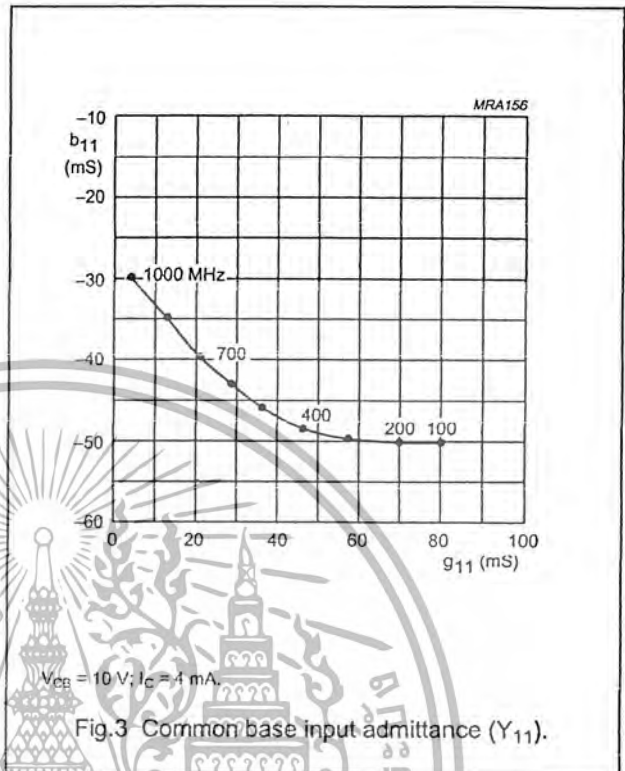 MRA156
−10
b11
(mS)
−20
−30
1000 MHz
700
−40
400
200 100
−50
−60
0 20 40 60 80 100
g11 (mS)
VCB = 10 V; IC = 4 mA.
Fig.3 Common base input admittance (Y11).